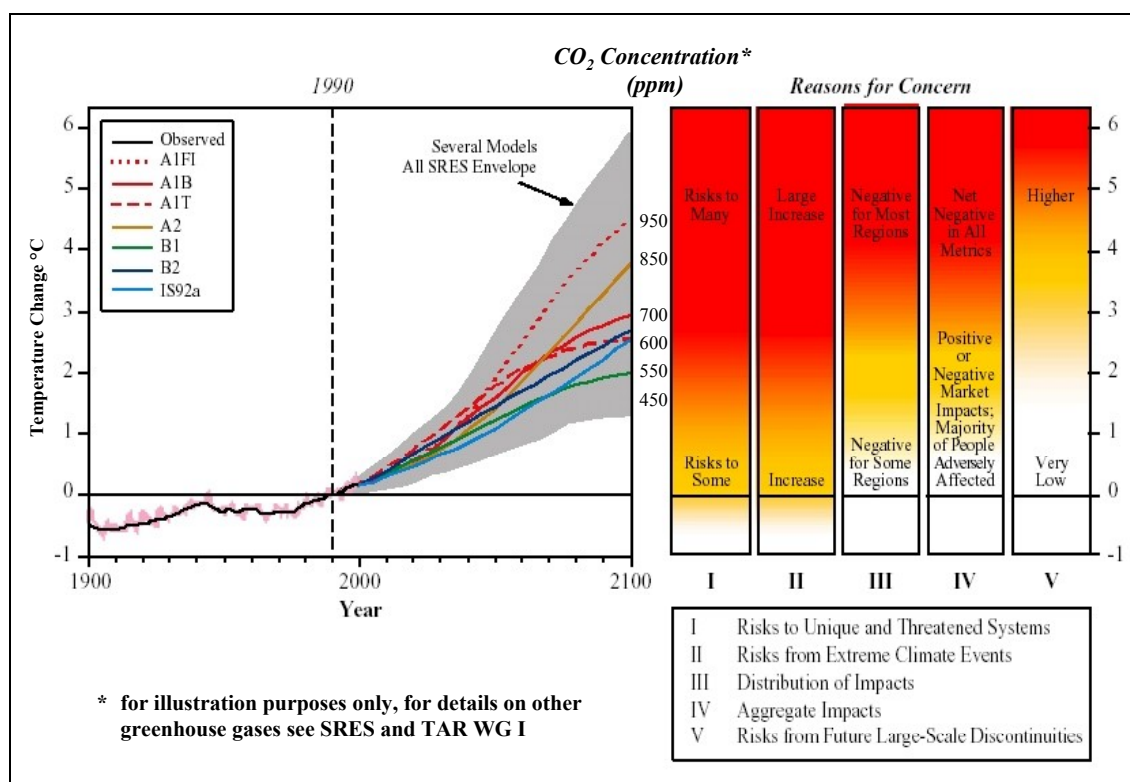 CO₂ Concentration*
(ppm)
1990
Reasons for Concern
6
5
4
3
2
1
0
-1
Temperature Change °C
Observed
A1FI
A1B
A1T
A2
B1
B2
IS92a
Several Models
All SRES Envelope
950
850
700
600
550
450
1900
2000
2100
Year
Risks to
Many
Risks to
Some
Large
Increase
Increase
Negative
for Most
Regions
Negative
for Some
Regions
Net
Negative
in All
Metrics
Positive
or
Negative
Market
Impacts;
Majority
of People
Adversely
Affected
Higher
Very
Low
6
5
4
3
2
1
0
-1
I
II
III
IV
V
I Risks to Unique and Threatened Systems
II Risks from Extreme Climate Events
III Distribution of Impacts
IV Aggregate Impacts
V Risks from Future Large-Scale Discontinuities
* for illustration purposes only, for details on other
greenhouse gases see SRES and TAR WG I